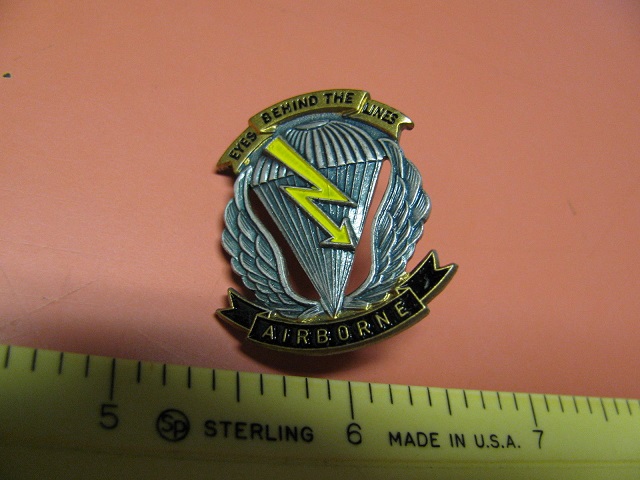 EYES BEHIND THE LINES
AIRBORNE
5 SP STERLING 6 MADE IN U.S.A. 7